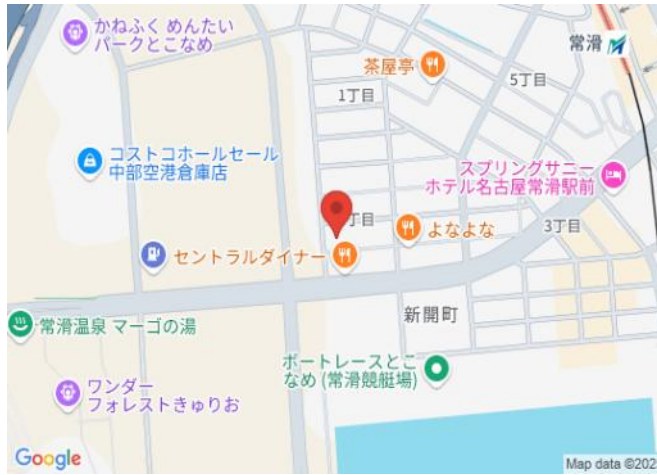 かねふく めんたい
パークとこなめ
常滑
茶屋亭
5丁目
1丁目
コストコホールセール
中部空港倉庫店
スプリングサニー
ホテル名古屋常滑駅前
丁目
よなよな
3丁目
セントラルダイナー
新開町
常滑温泉 マーゴの湯
ボートレースとこ
なめ (常滑競艇場)
ワンダー
フォレストきゅりお
Google
Map data ©202